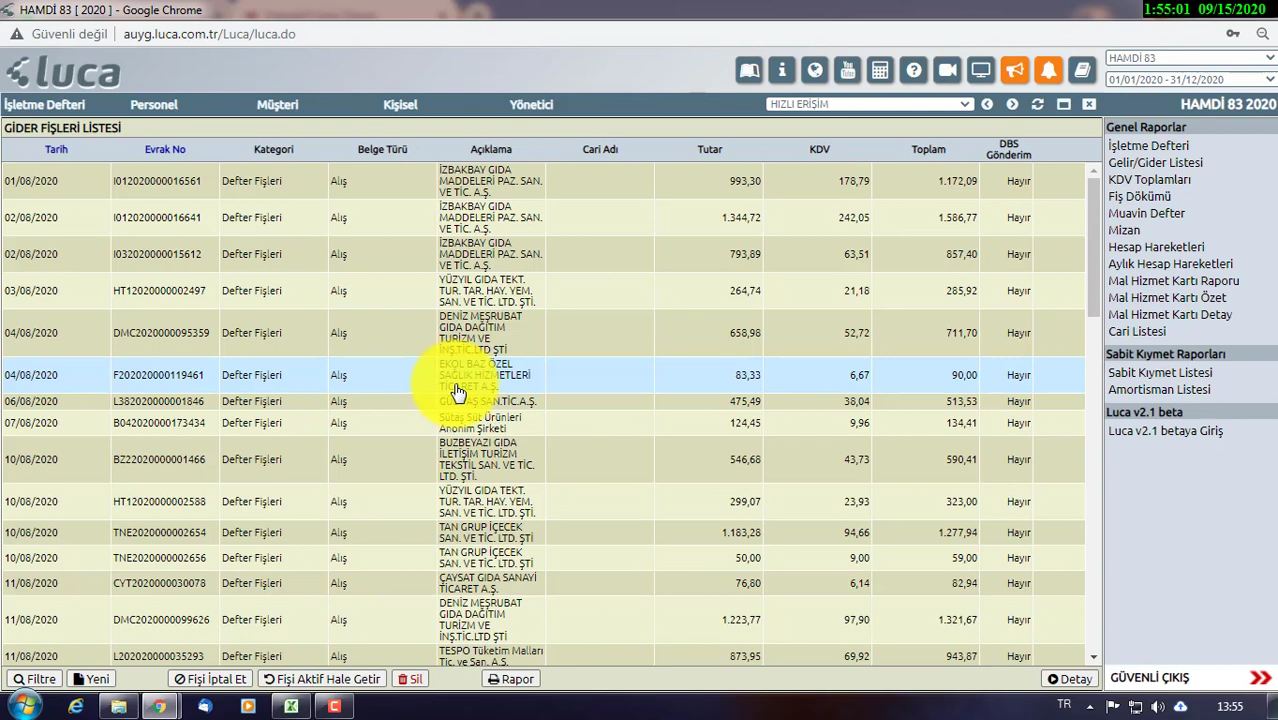 HAMDİ 83 [ 2020 ] - Google Chrome
1:55:01 09/15/2020
Güvenli değil auyg.luca.com.tr/Luca/luca.do
luca
HAMDİ 83
01/01/2020 - 31/12/2020
İşletme Defteri Personel Müşteri Kişisel Yönetici HIZLI ERİŞİM HAMDİ 83 2020
GİDER FİŞLERİ LİSTESİ
Tarih Evrak No Kategori Belge Türü Açıklama Cari Adı Tutar KDV Toplam DBS Gönderim
01/08/2020 I012020000016561 Defter Fişleri Alış İZBAKBAY GIDA MADDELERİ PAZ. SAN. VE TİC. A.Ş. 993,30 178,79 1.172,09 Hayır
02/08/2020 I012020000016641 Defter Fişleri Alış İZBAKBAY GIDA MADDELERİ PAZ. SAN. VE TİC. A.Ş. 1.344,72 242,05 1.586,77 Hayır
02/08/2020 I032020000015612 Defter Fişleri Alış İZBAKBAY GIDA MADDELERİ PAZ. SAN. VE TİC. A.Ş. 793,89 63,51 857,40 Hayır
03/08/2020 HT12020000002497 Defter Fişleri Alış YÜZYIL GIDA TEKT. TUR. TAR. HAY. YEM. SAN. VE TİC. LTD. ŞTİ. 264,74 21,18 285,92 Hayır
04/08/2020 DMC2020000095359 Defter Fişleri Alış DENİZ MEŞRUBAT GIDA DAĞITIM TURİZM VE İNŞ.TİC.LTD ŞTİ 658,98 52,72 711,70 Hayır
04/08/2020 F202020000119461 Defter Fişleri Alış EKOL BAZ ÖZEL SAĞLIK HİZMETLERİ TİCARET A.Ş. 83,33 6,67 90,00 Hayır
06/08/2020 L382020000001846 Defter Fişleri Alış SAN.TİC.A.Ş. 475,49 38,04 513,53 Hayır
07/08/2020 B042020000173434 Defter Fişleri Alış Sütaş Süt Ürünleri Anonim Şirketi 124,45 9,96 134,41 Hayır
10/08/2020 BZ22020000001466 Defter Fişleri Alış BUZBEYAZI GIDA İLETİŞİM TURİZM TEKSTİL SAN. VE TİC. LTD. ŞTİ. 546,68 43,73 590,41 Hayır
10/08/2020 HT12020000002588 Defter Fişleri Alış YÜZYIL GIDA TEKT. TUR. TAR. HAY. YEM. SAN. VE TİC. LTD. ŞTİ. 299,07 23,93 323,00 Hayır
10/08/2020 TNE2020000002654 Defter Fişleri Alış TAN GRUP İÇECEK SAN. VE TİC. LTD. ŞTİ 1.183,28 94,66 1.277,94 Hayır
10/08/2020 TNE2020000002656 Defter Fişleri Alış TAN GRUP İÇECEK SAN. VE TİC. LTD. ŞTİ 50,00 9,00 59,00 Hayır
11/08/2020 CYT2020000030078 Defter Fişleri Alış ÇAYSAT GIDA SANAYİ TİCARET A.Ş. 76,80 6,14 82,94 Hayır
11/08/2020 DMC2020000099626 Defter Fişleri Alış DENİZ MEŞRUBAT GIDA DAĞITIM TURİZM VE İNŞ.TİC.LTD ŞTİ 1.223,77 97,90 1.321,67 Hayır
11/08/2020 L202020000035293 Defter Fişleri Alış TESPO Tüketim Malları Tic. ve San. A.S. 873,95 69,92 943,87 Hayır
Filtre Yeni Fişi İptal Et Fişi Aktif Hale Getir Sil Rapor Detay
Genel Raporlar
İşletme Defteri
Gelir/Gider Listesi
KDV Toplamları
Fiş Dökümü
Muavin Defter
Mizan
Hesap Hareketleri
Aylık Hesap Hareketleri
Mal Hizmet Kartı Raporu
Mal Hizmet Kartı Özet
Mal Hizmet Kartı Detay
Cari Listesi
Sabit Kıymet Raporları
Sabit Kıymet Listesi
Amortisman Listesi
Luca v2.1 beta
Luca v2.1 betaya Giriş
GÜVENLİ ÇIKIŞ
TR 13:55